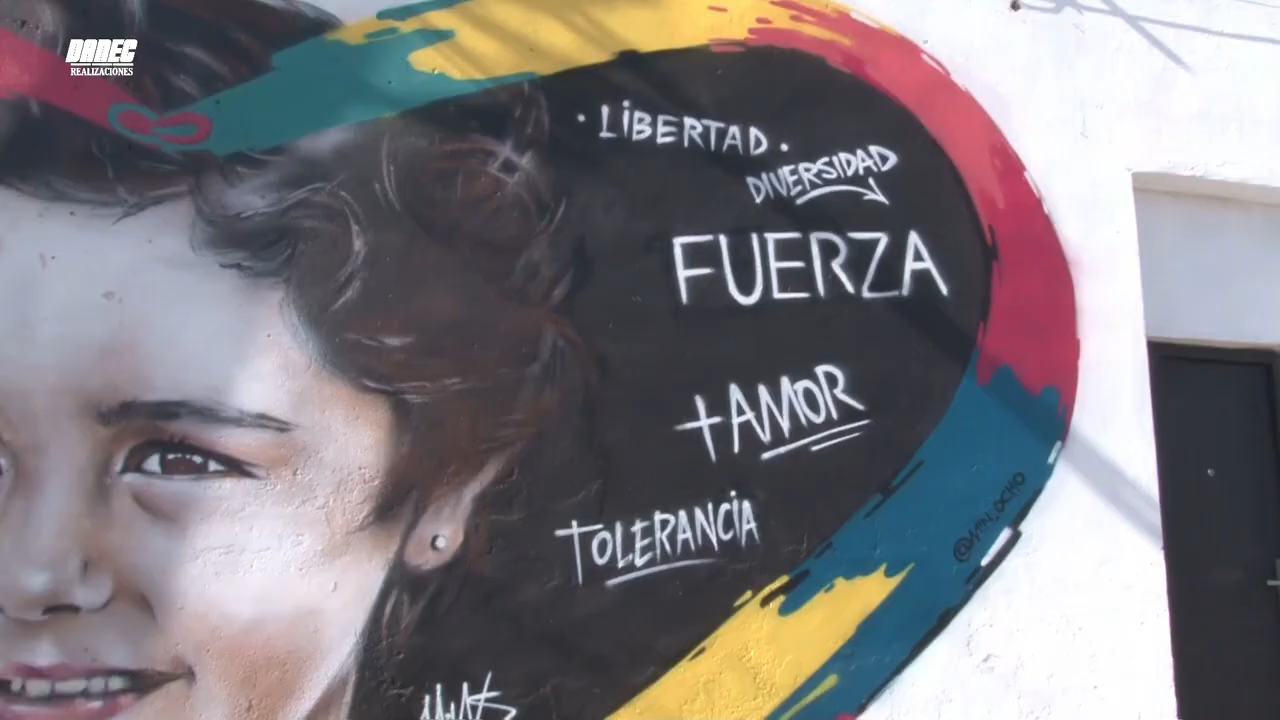 DANEC
REALIZACIONES
· LIBERTAD ·
DIVERSIDAD
FUERZA
+AMOR
TOLERANCIA